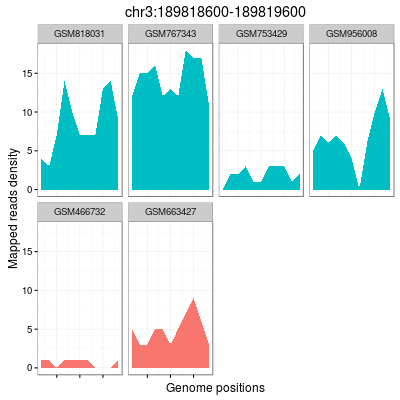 chr3:189818600-189819600
GSM818031 GSM767343 GSM753429 GSM956008
15
10
5
0
GSM466732 GSM663427
15
10
5
0
Mapped reads density
Genome positions